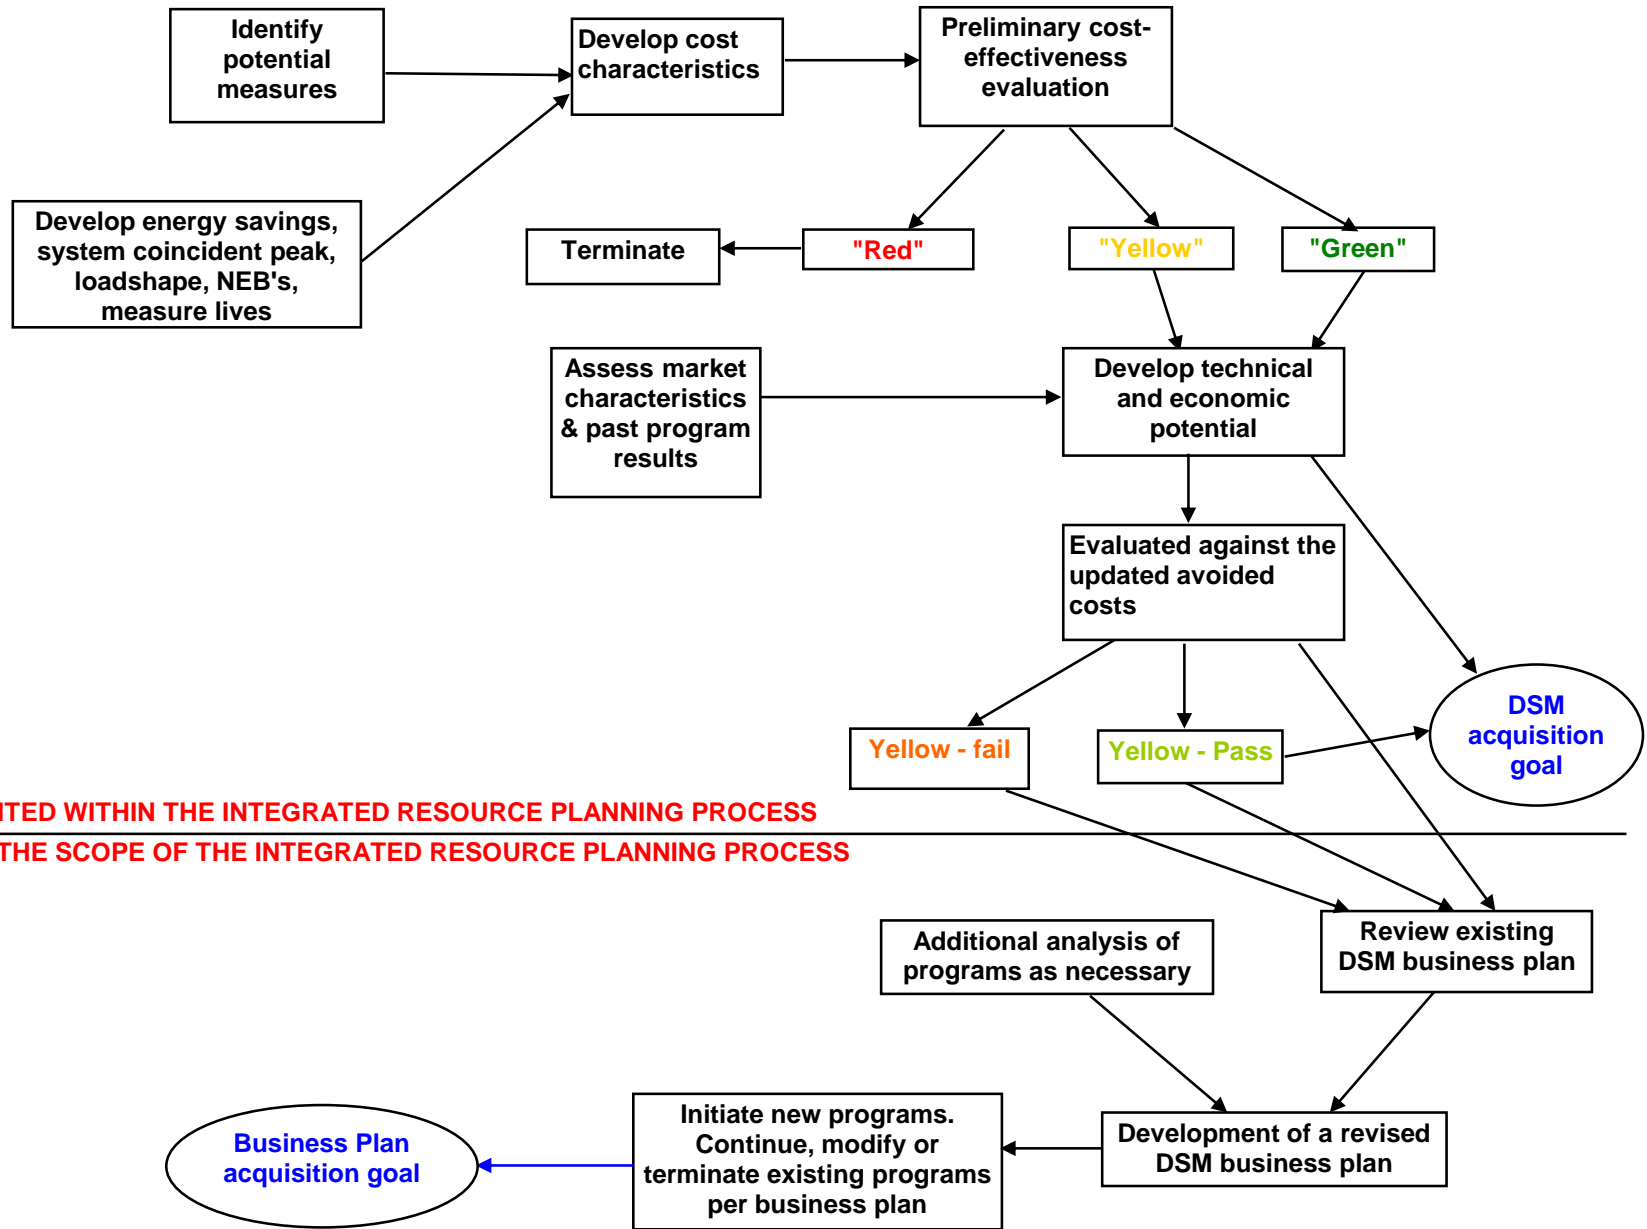 Identify
potential
measures
Develop cost
characteristics
Preliminary cost-
effectiveness
evaluation
Develop energy savings,
system coincident peak,
loadshape, NEB's,
measure lives
Terminate
"Red"
"Yellow"
"Green"
Assess market
characteristics
& past program
results
Develop technical
and economic
potential
Evaluated against the
updated avoided
costs
Yellow - fail
Yellow - Pass
DSM
acquisition
goal
WITHIN THE INTEGRATED RESOURCE PLANNING PROCESS
THE SCOPE OF THE INTEGRATED RESOURCE PLANNING PROCESS
Additional analysis of
programs as necessary
Review existing
DSM business plan
Business Plan
acquisition goal
Initiate new programs.
Continue, modify or
terminate existing programs
per business plan
Development of a revised
DSM business plan